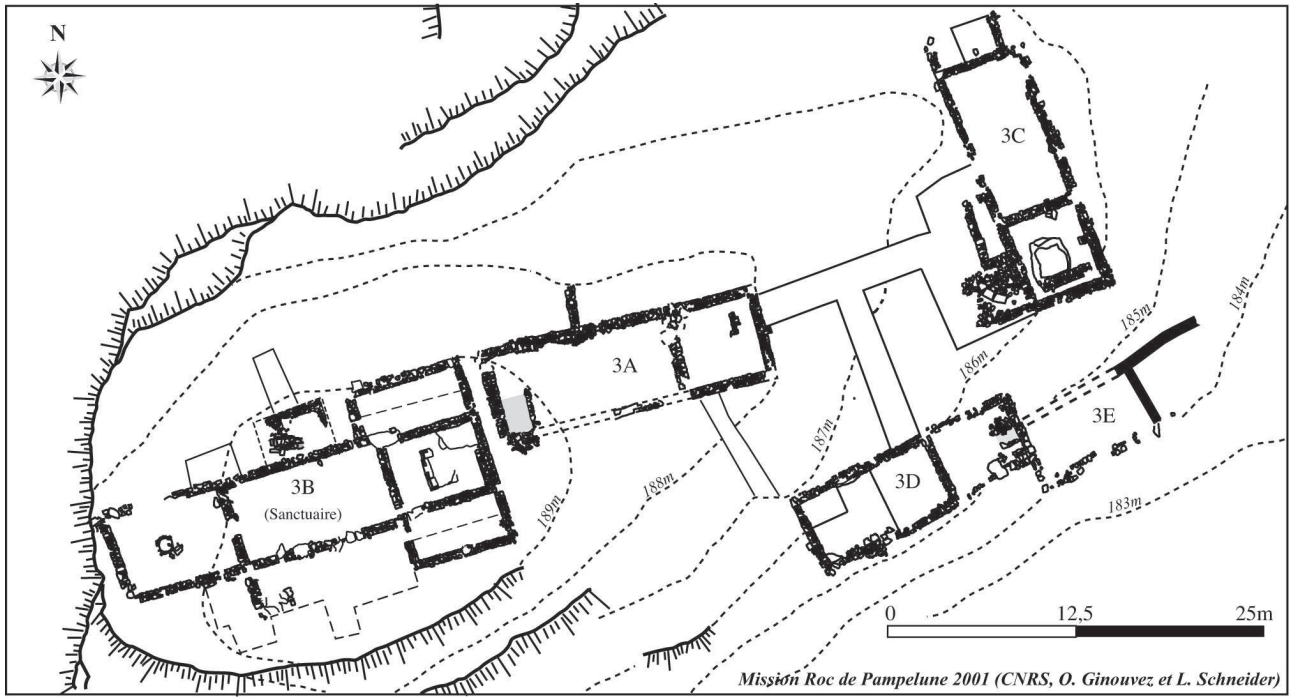 N
3C
184m
185m
3A
186m
3E
187m
3D
3B
(Sanctuaire)
188m
189m
183m
0 12,5 25m
Mission Roc de Pampelune 2001 (CNRS, O. Ginouvez et L. Schneider)